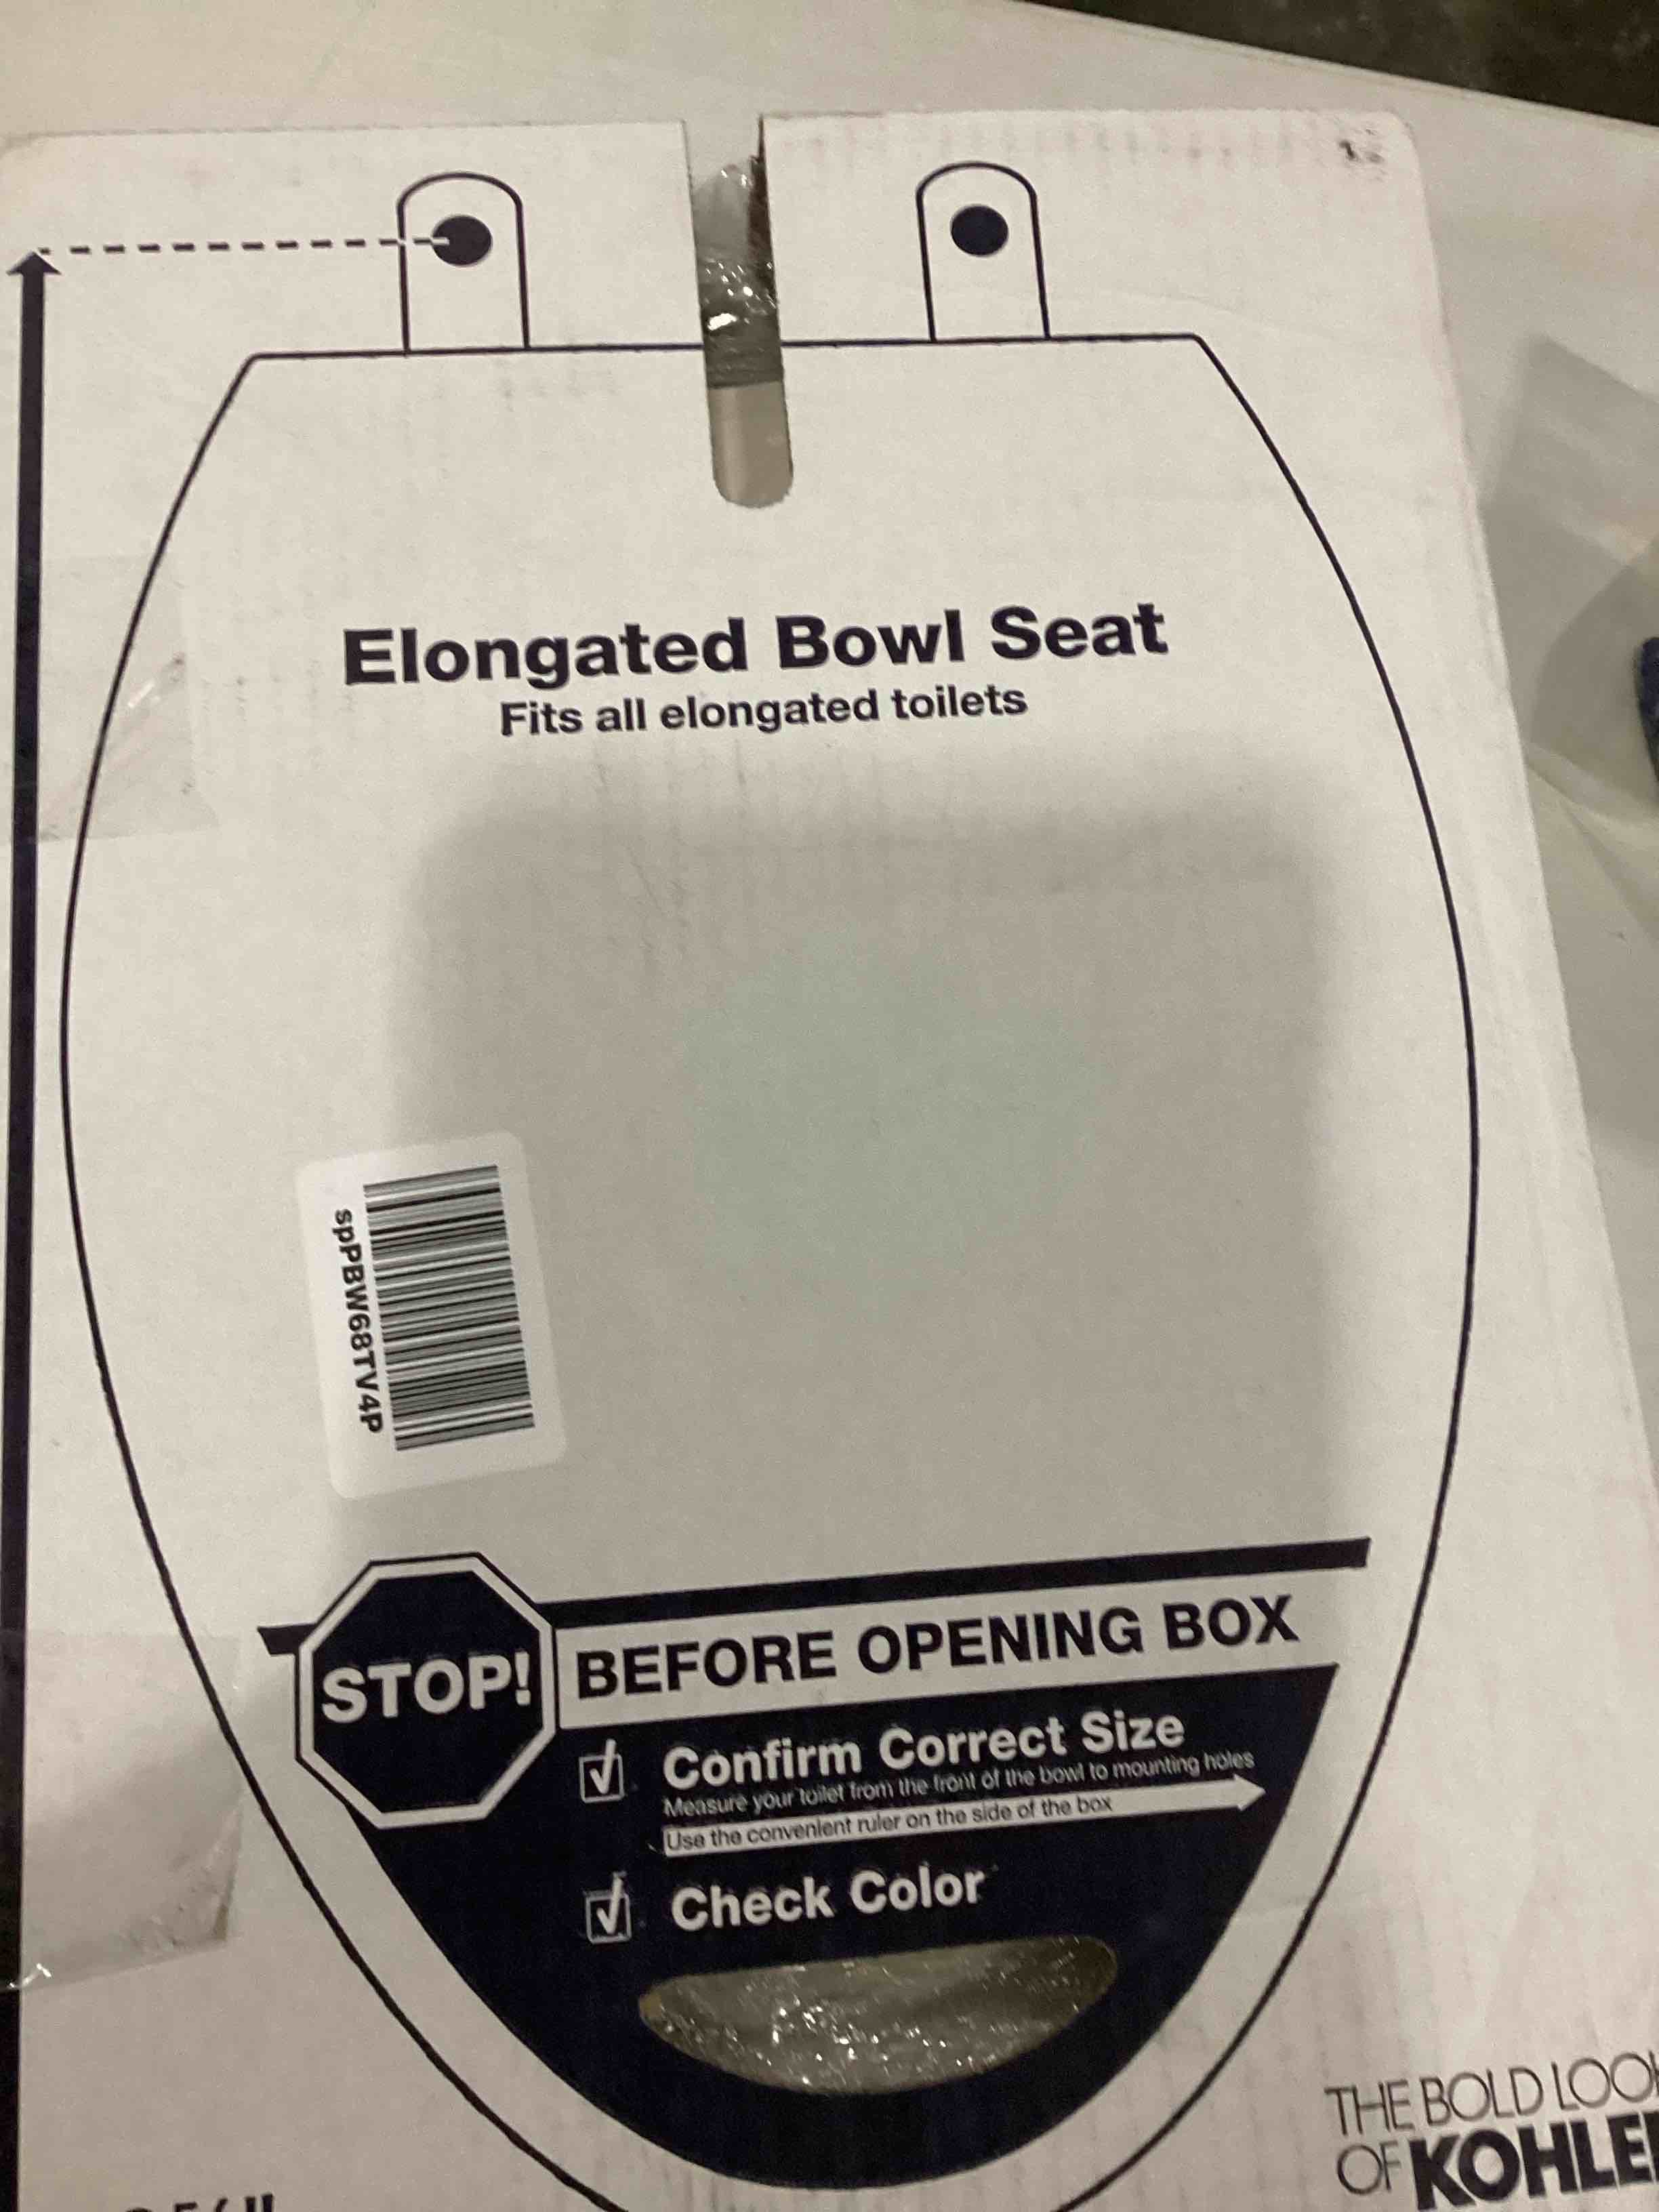 Elongated Bowl Seat
Fits all elongated toilets
spPBW68TV4P
STOP!
BEFORE OPENING BOX
Confirm Correct Size
Measure your toilet from the front of the bowl to mounting holes
Use the convenient ruler on the side of the box
Check Color
THE BOLD LOOK
OF KOHLE